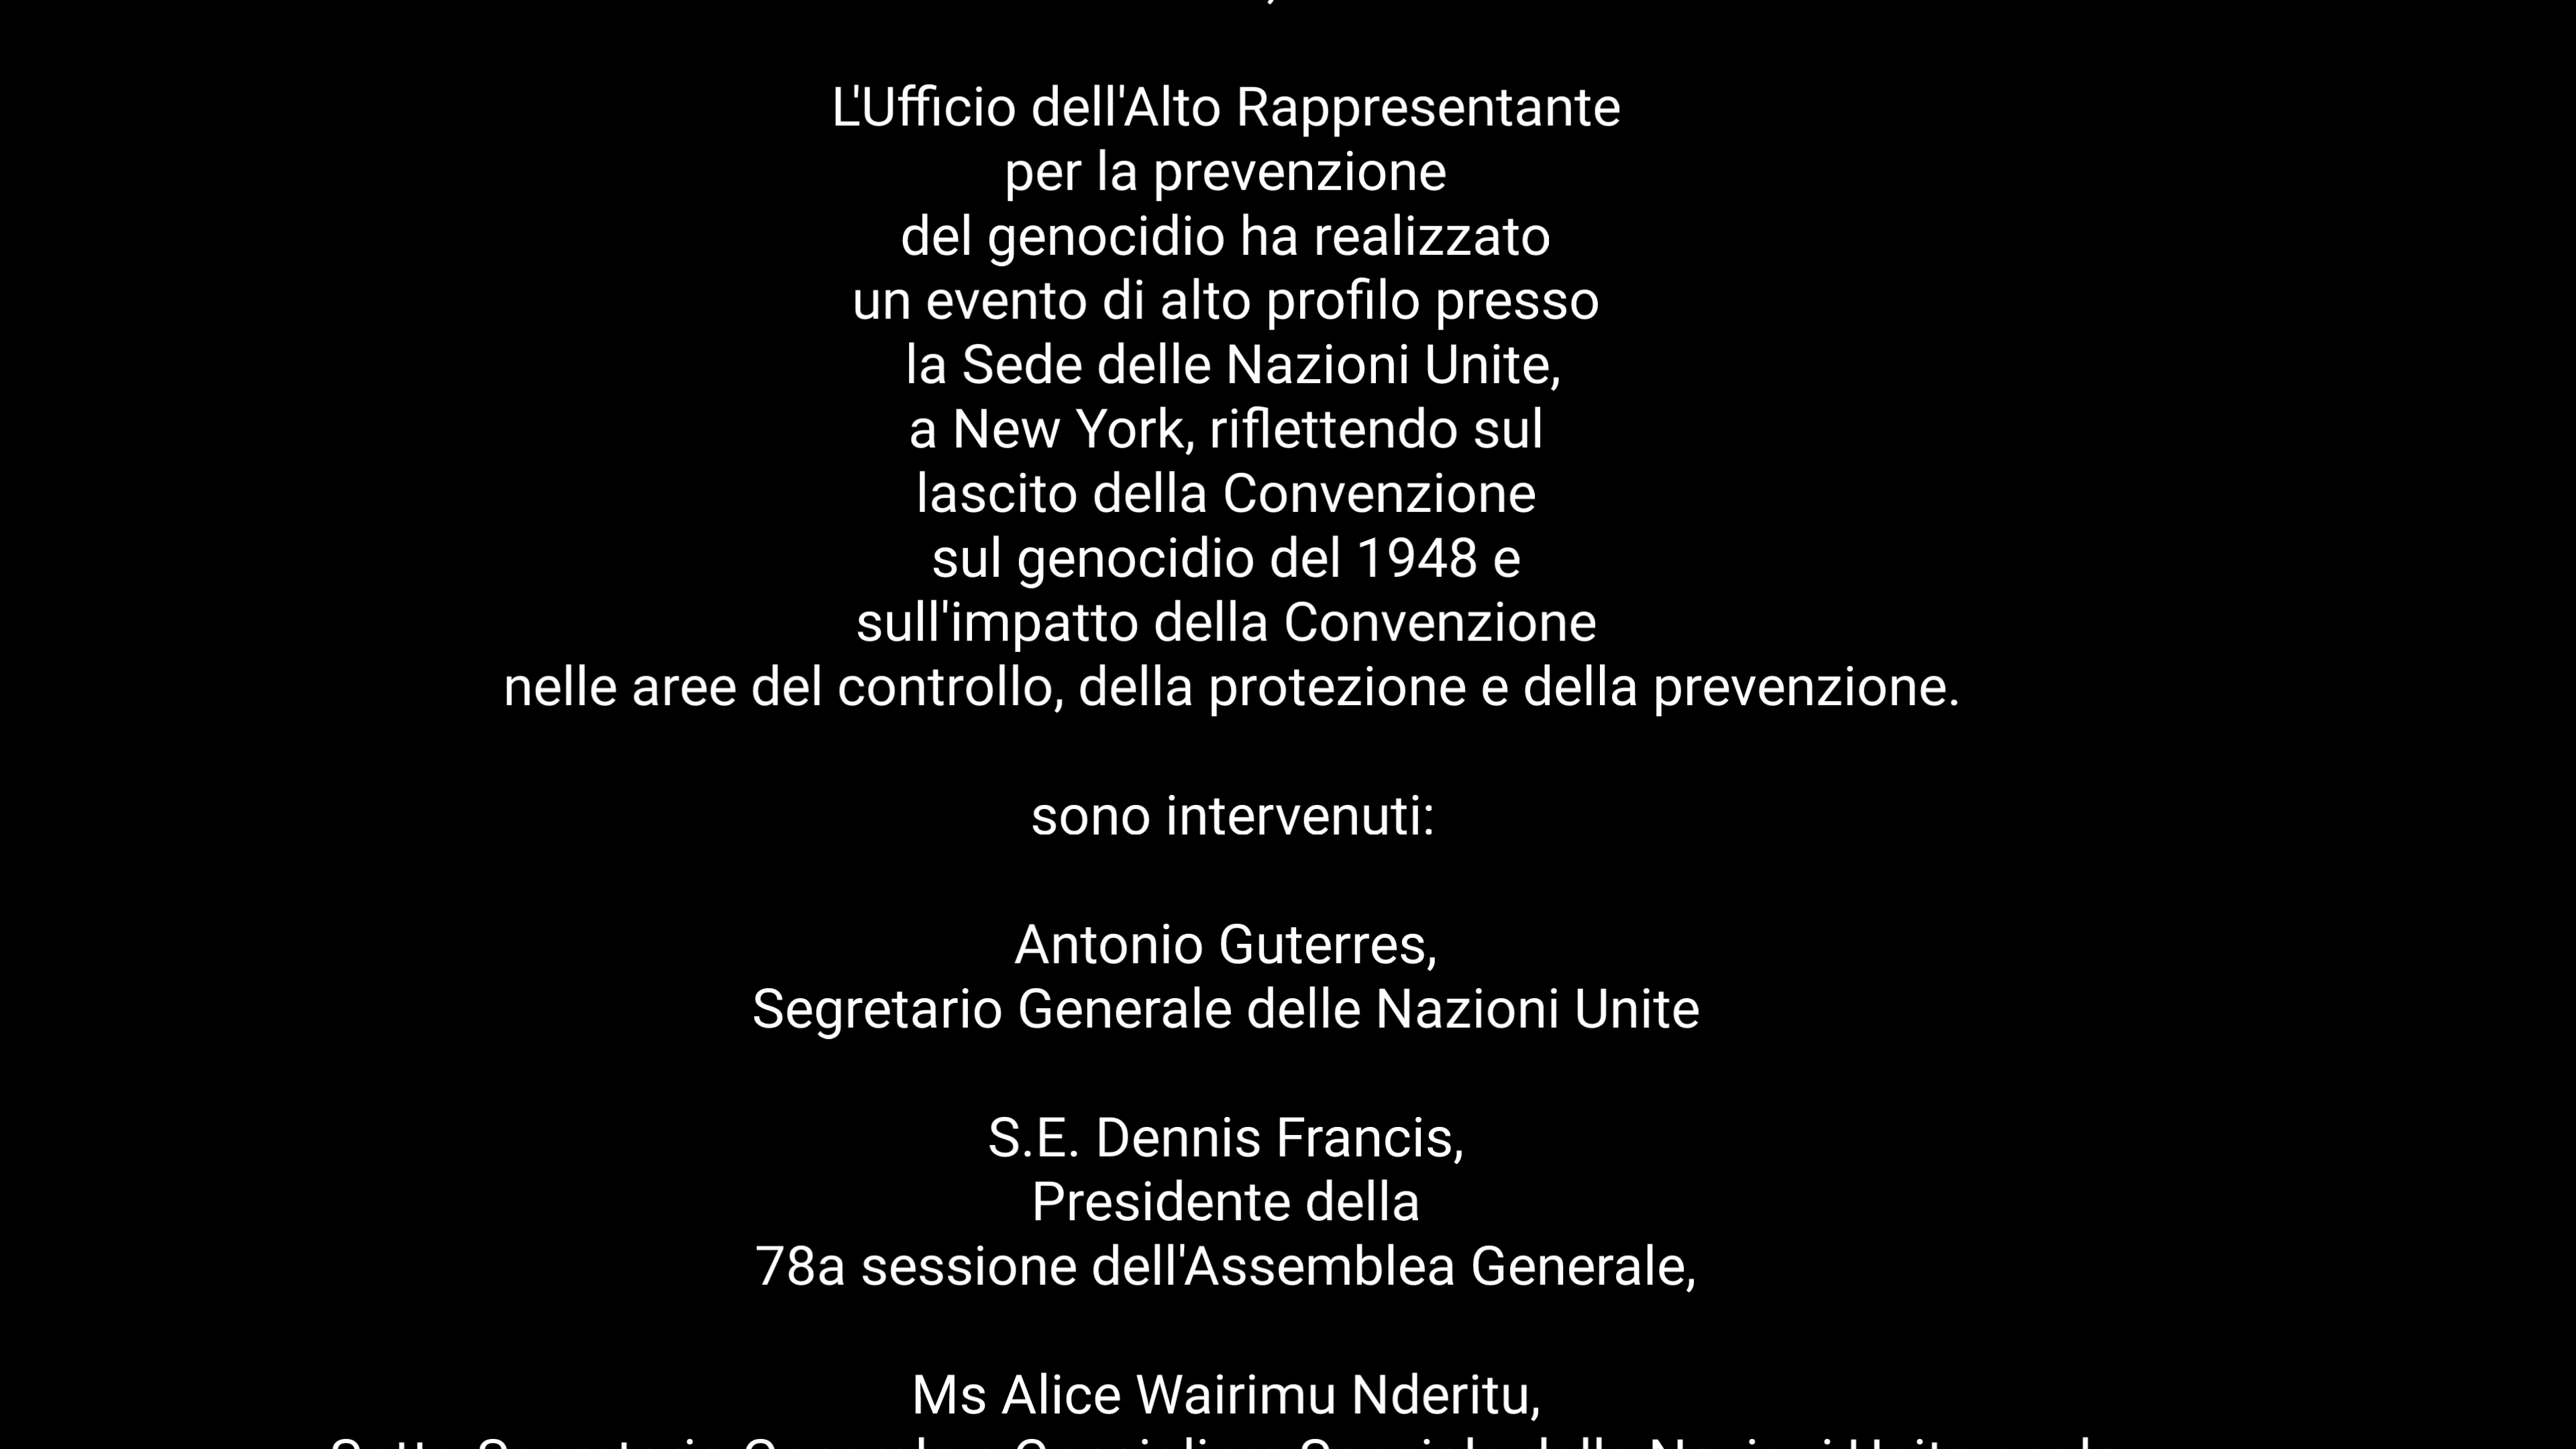 L'Ufficio dell'Alto Rappresentante
per la prevenzione
del genocidio ha realizzato
un evento di alto profilo presso
la Sede delle Nazioni Unite,
a New York, riflettendo sul
lascito della Convenzione
sul genocidio del 1948 e
sull'impatto della Convenzione
nelle aree del controllo, della protezione e della prevenzione.
sono intervenuti:
Antonio Guterres,
Segretario Generale delle Nazioni Unite
S.E. Dennis Francis,
Presidente della
78a sessione dell'Assemblea Generale,
Ms Alice Wairimu Nderitu,